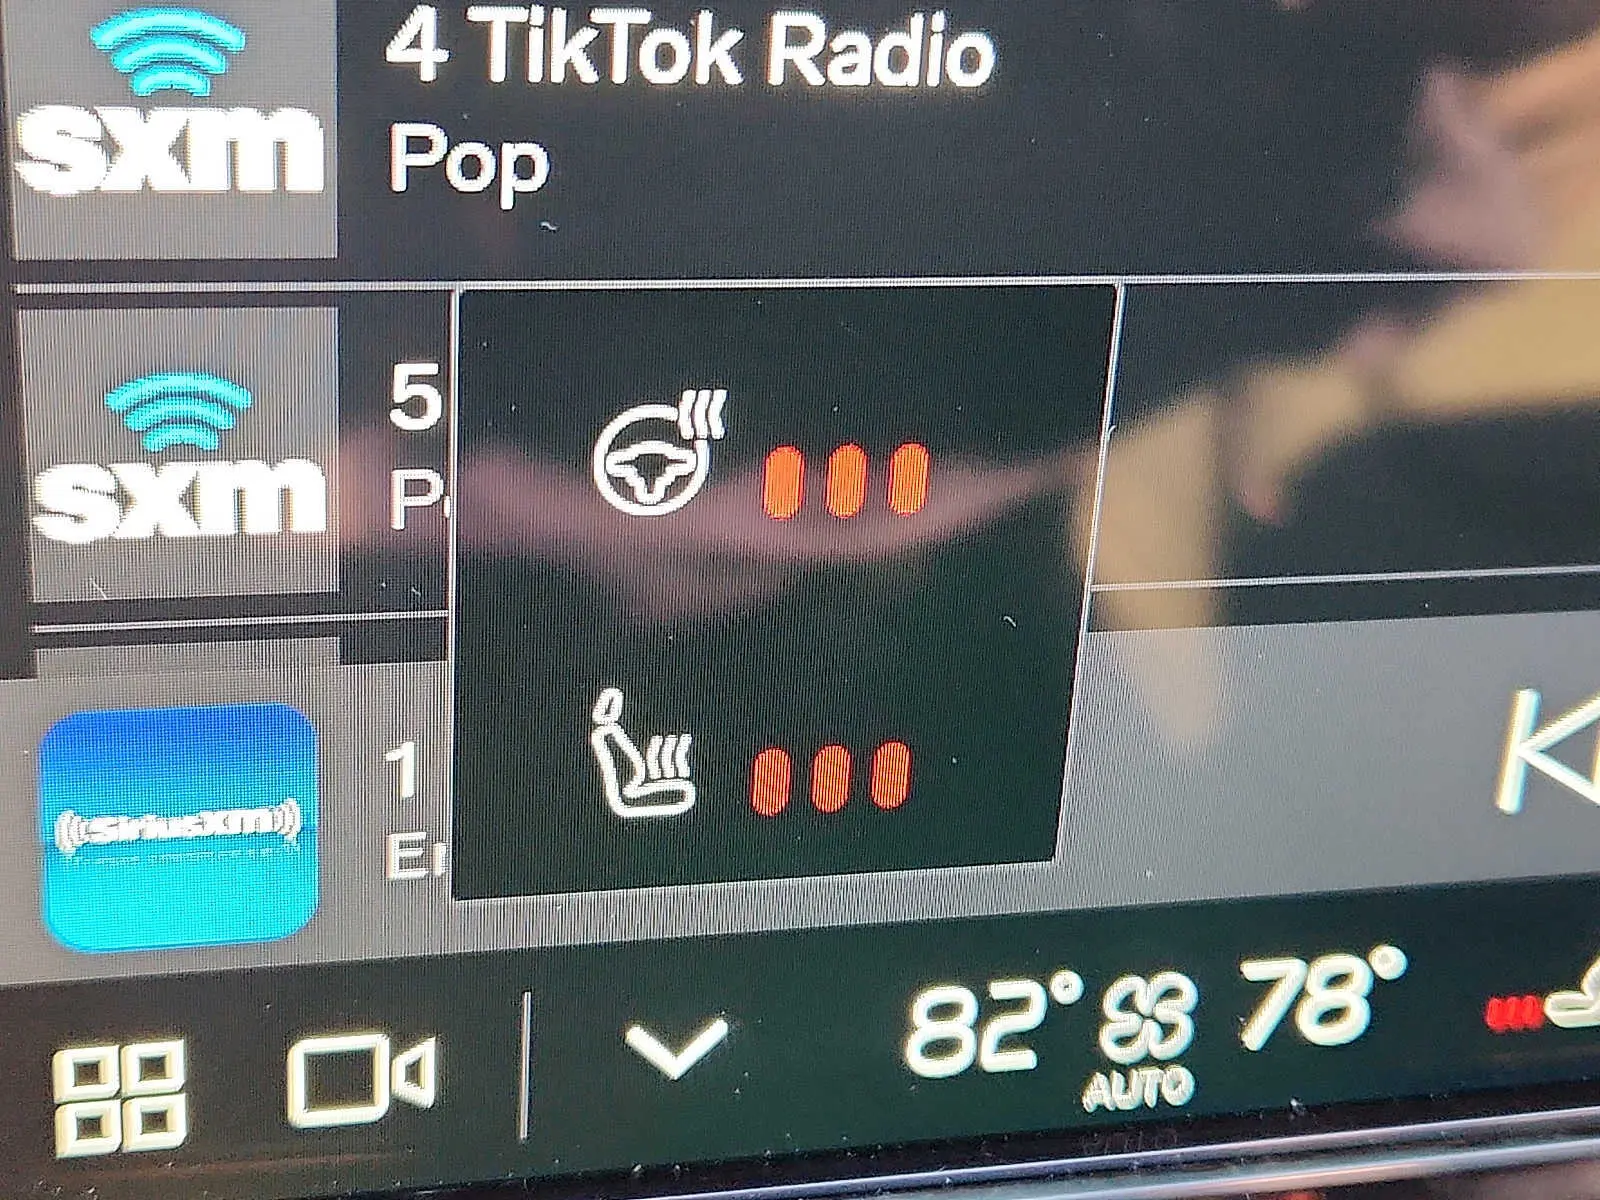 sxm
4 TikTok Radio
Pop
sxm
5
P
((SiriusXM))
1
E
K
82° 78°
AUTO